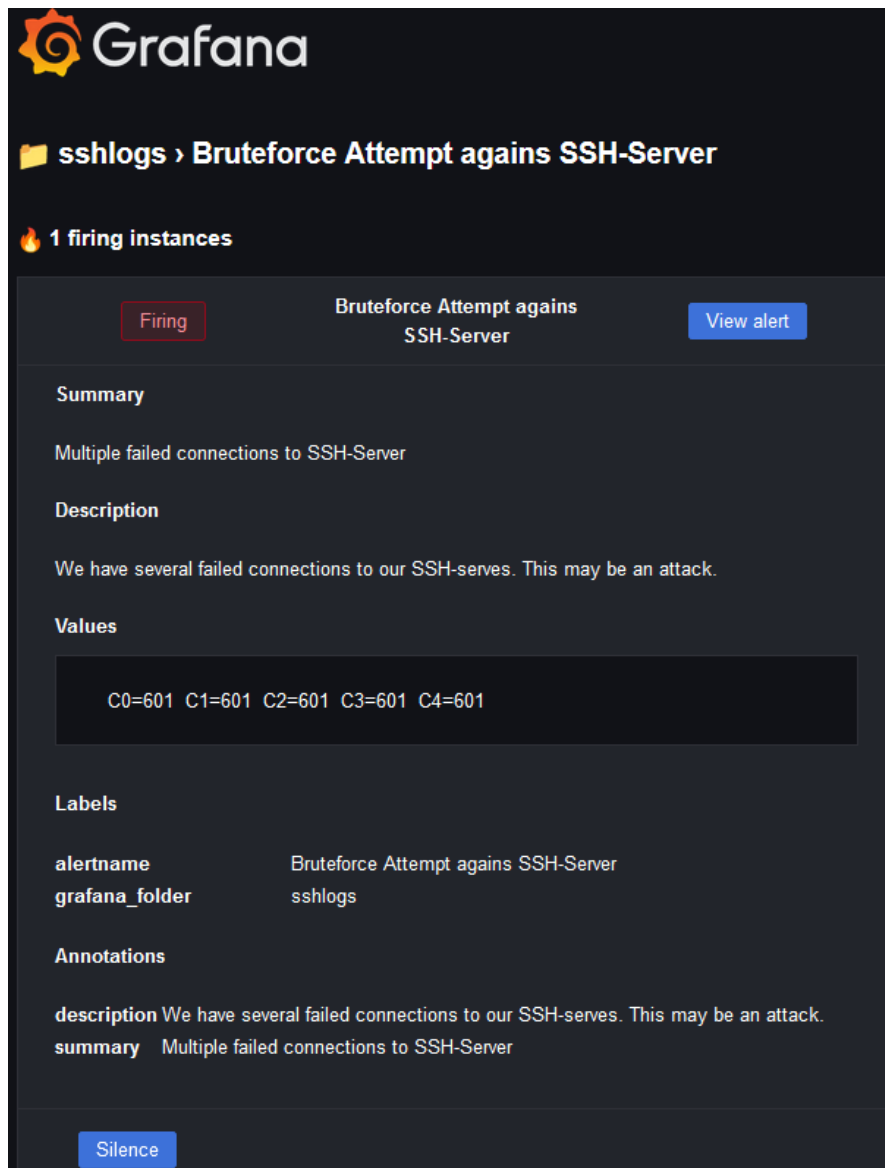 Grafana
📁 sshlogs › Bruteforce Attempt agains SSH-Server
🔥 1 firing instances
Firing
Bruteforce Attempt agains
SSH-Server
View alert
Summary
Multiple failed connections to SSH-Server
Description
We have several failed connections to our SSH-serves. This may be an attack.
Values
C0=601 C1=601 C2=601 C3=601 C4=601
Labels
alertname Bruteforce Attempt agains SSH-Server
grafana_folder sshlogs
Annotations
description We have several failed connections to our SSH-serves. This may be an attack.
summary Multiple failed connections to SSH-Server
Silence